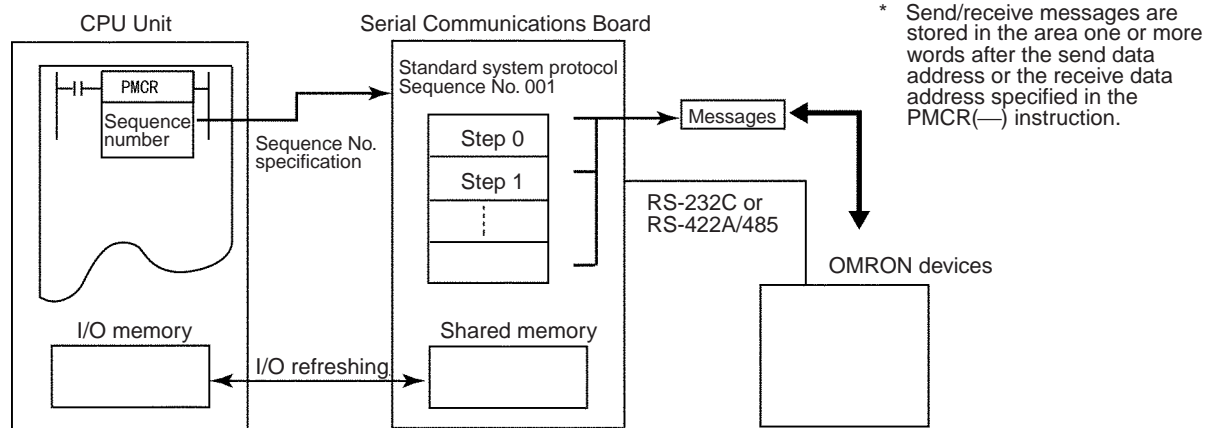 CPU Unit
PMCR
Sequence
number
Sequence No.
specification
I/O memory
I/O refreshing
Serial Communications Board
Standard system protocol
Sequence No. 001
Step 0
Step 1
Shared memory
Messages
RS-232C or
RS-422A/485
OMRON devices
* Send/receive messages are
stored in the area one or more
words after the send data
address or the receive data
address specified in the
PMCR(—) instruction.